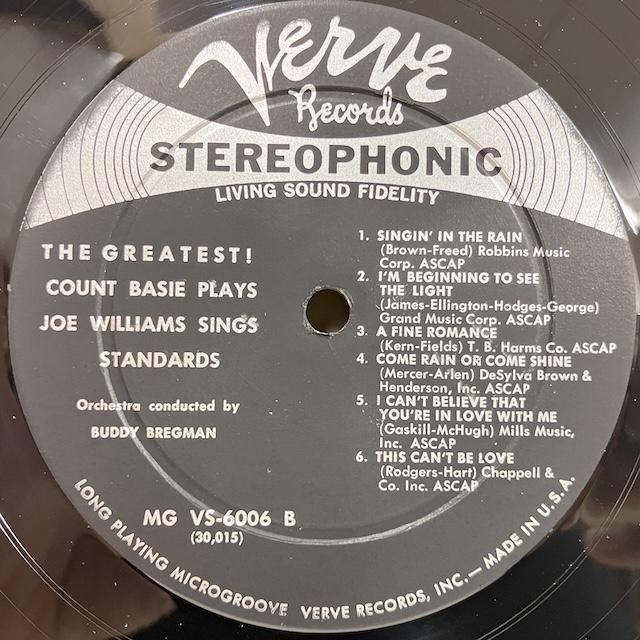 Verve
Records
STEREOPHONIC
LIVING SOUND FIDELITY
THE GREATEST!
COUNT BASIE PLAYS
JOE WILLIAMS SINGS
STANDARDS
Orchestra conducted by
BUDDY BREGMAN
1. SINGIN' IN THE RAIN
(Brown-Freed) Robbins Music
Corp. ASCAP
2. I'M BEGINNING TO SEE
THE LIGHT
(James-Ellington-Hodges-George)
Grand Music Corp. ASCAP
3. A FINE ROMANCE
(Kern-Fields) T. B. Harms Co. ASCAP
4. COME RAIN OR COME SHINE
(Mercer-Arlen) DeSylva Brown &
Henderson, Inc. ASCAP
5. I CAN'T BELIEVE THAT
YOU'RE IN LOVE WITH ME
(Gaskill-McHugh) Mills Music,
Inc. ASCAP
6. THIS CAN'T BE LOVE
(Rodgers-Hart) Chappell &
Co. Inc. ASCAP
MG VS-6006 B
(30,015)
LONG PLAYING MICROGROOVE VERVE RECORDS, INC.—MADE IN U.S.A.